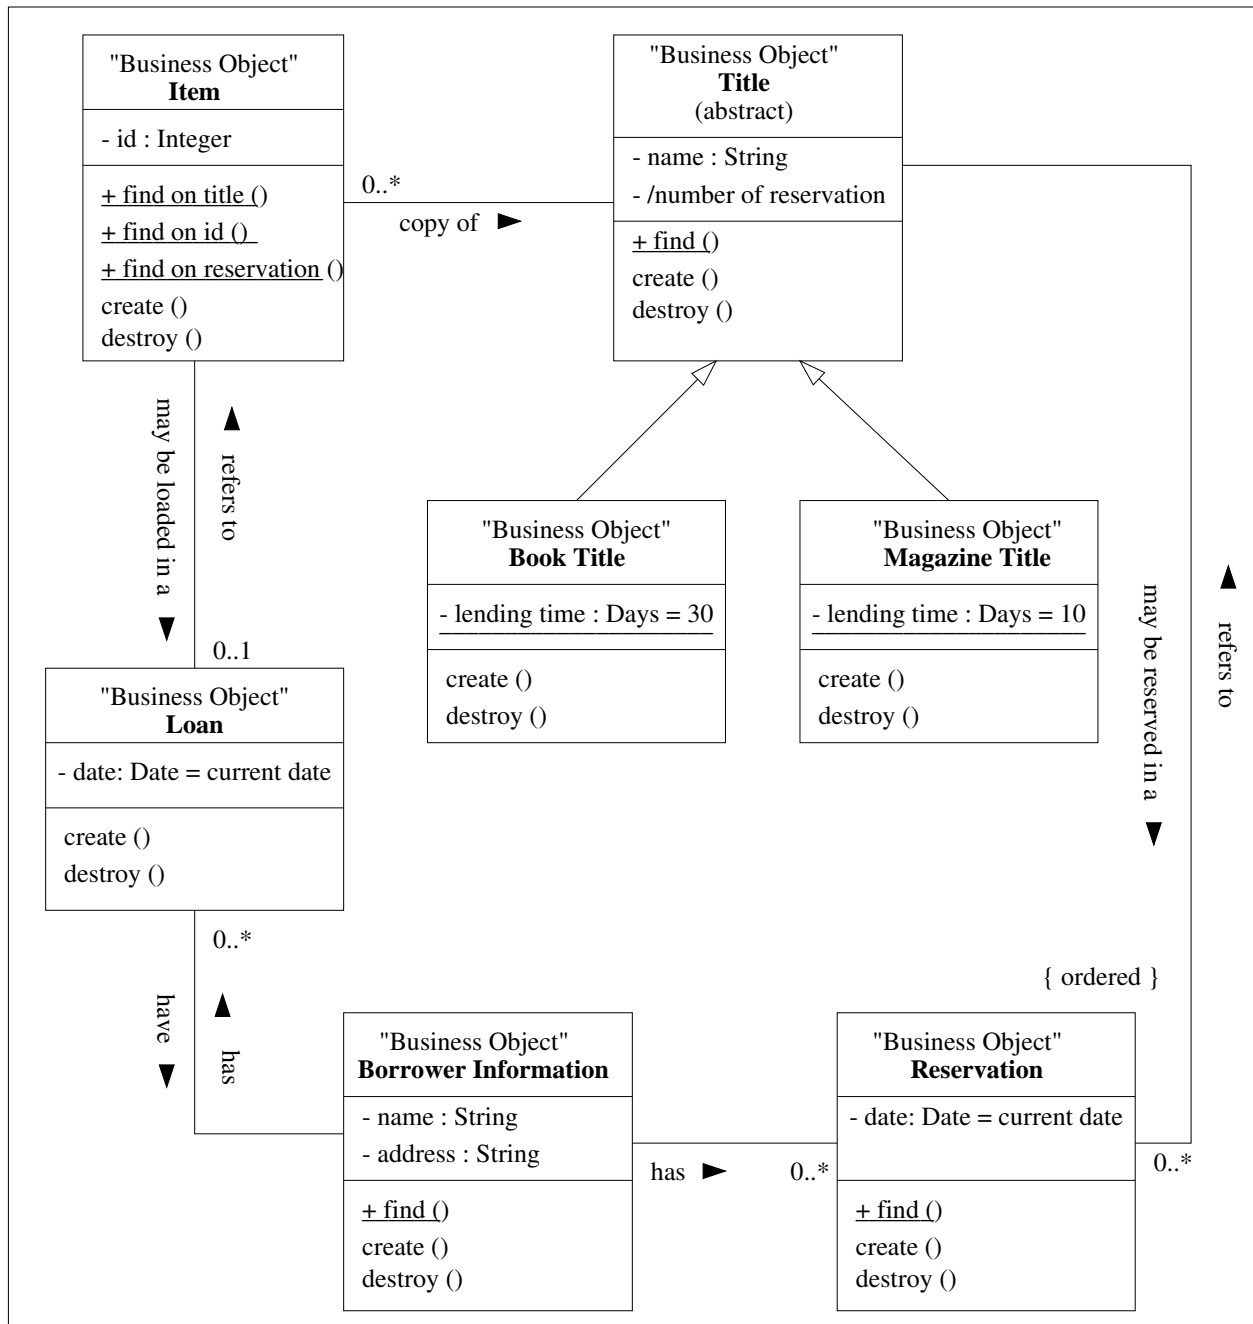 "Business Object"
Item
- id : Integer
+ find on title ()
+ find on id ()
+ find on reservation ()
create ()
destroy ()
0..*
copy of
"Business Object"
Title
(abstract)
- name : String
- /number of reservation
+ find ()
create ()
destroy ()
may be loaded in a
refers to
0..1
"Business Object"
Book Title
- lending time : Days = 30
create ()
destroy ()
"Business Object"
Magazine Title
- lending time : Days = 10
create ()
destroy ()
may be reserved in a
refers to
"Business Object"
Loan
- date: Date = current date
create ()
destroy ()
0..*
have
has
{ ordered }
"Business Object"
Borrower Information
- name : String
- address : String
+ find ()
create ()
destroy ()
has
0..*
"Business Object"
Reservation
- date: Date = current date
+ find ()
create ()
destroy ()
0..*